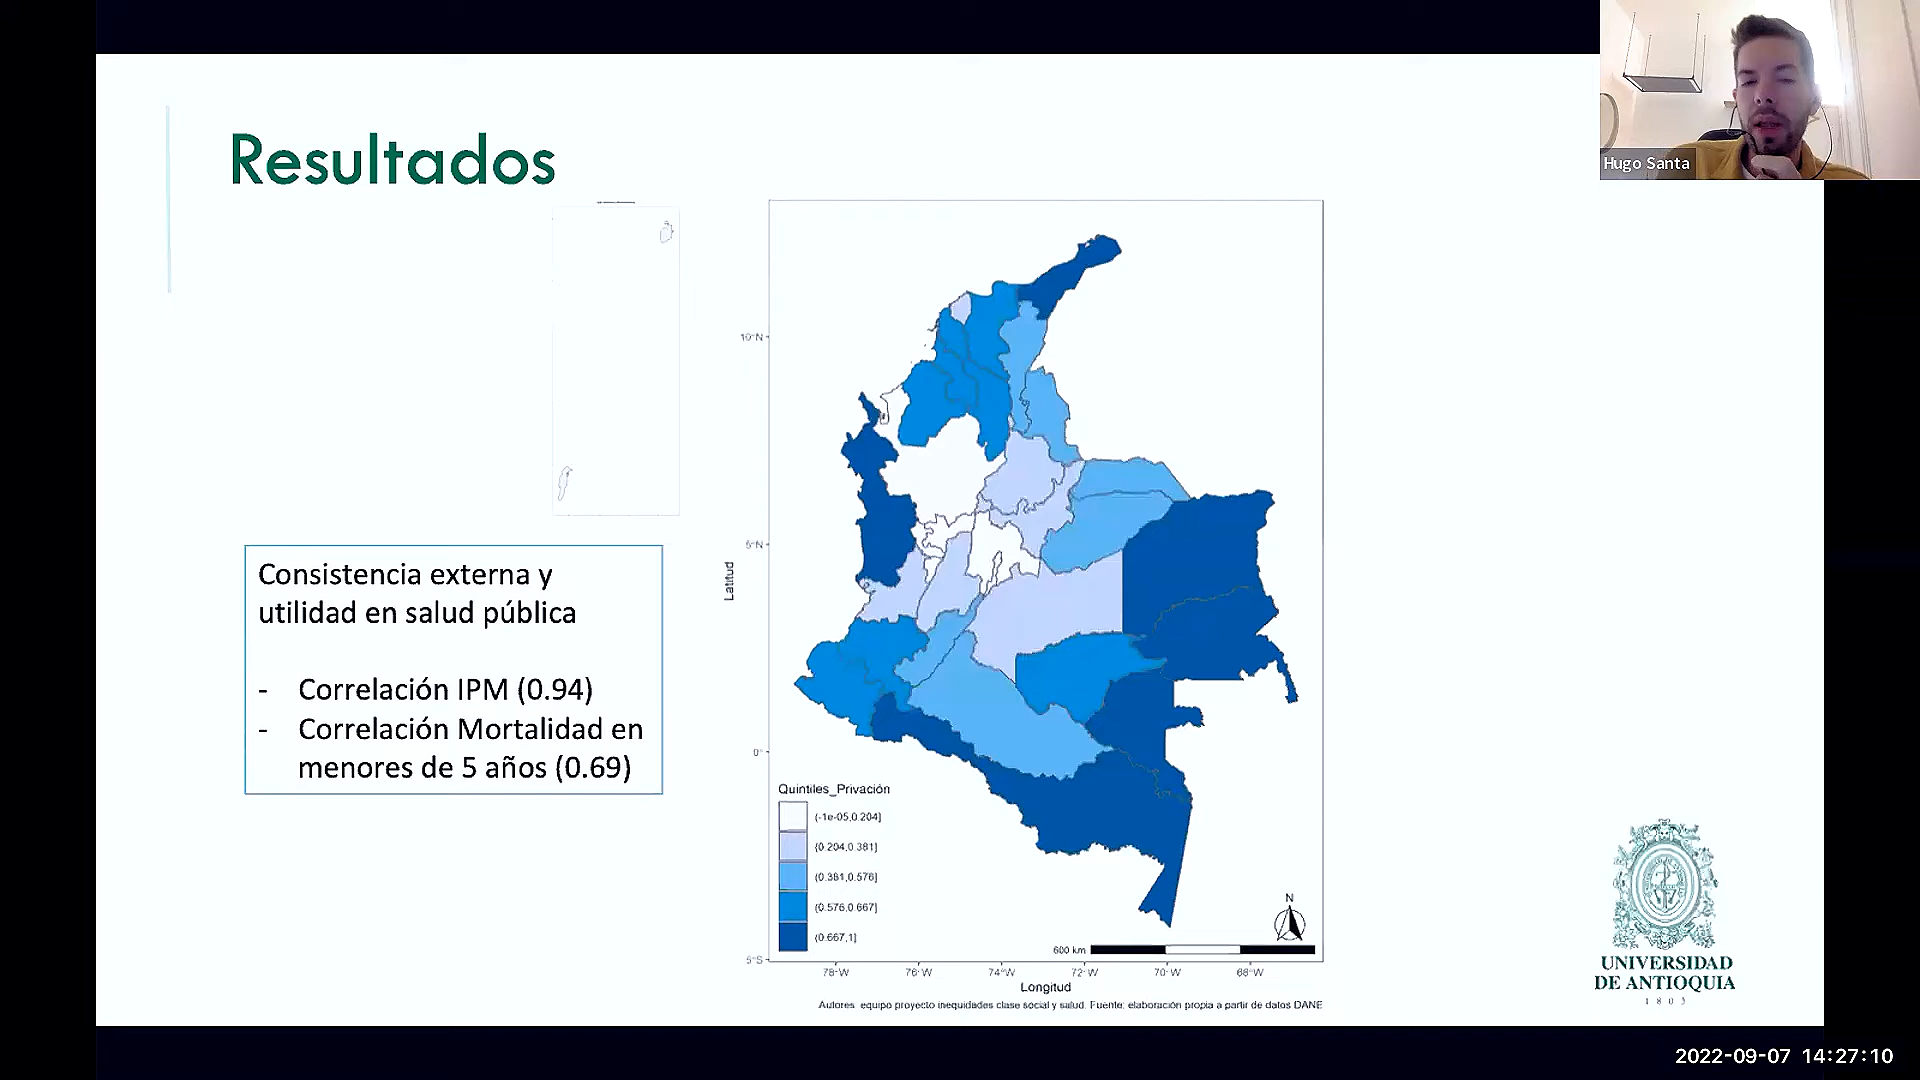 Hugo Santa
Resultados
Consistencia externa y
utilidad en salud pública
- Correlación IPM (0.94)
- Correlación Mortalidad en
menores de 5 años (0.69)
10°N
5°N
0°
5°S
Latitud
Quintiles_Privación
(-1e-05,0.204]
(0.204,0.381]
(0.381,0.576]
(0.576,0.667]
(0.667,1]
N
600 km
78°W 76°W 74°W 72°W 70°W 68°W
Longitud
Autores: equipo proyecto inequidades clase social y salud. Fuente: elaboración propia a partir de datos DANE
UNIVERSIDAD
DE ANTIOQUIA
1803
2022-09-07 14:27:10